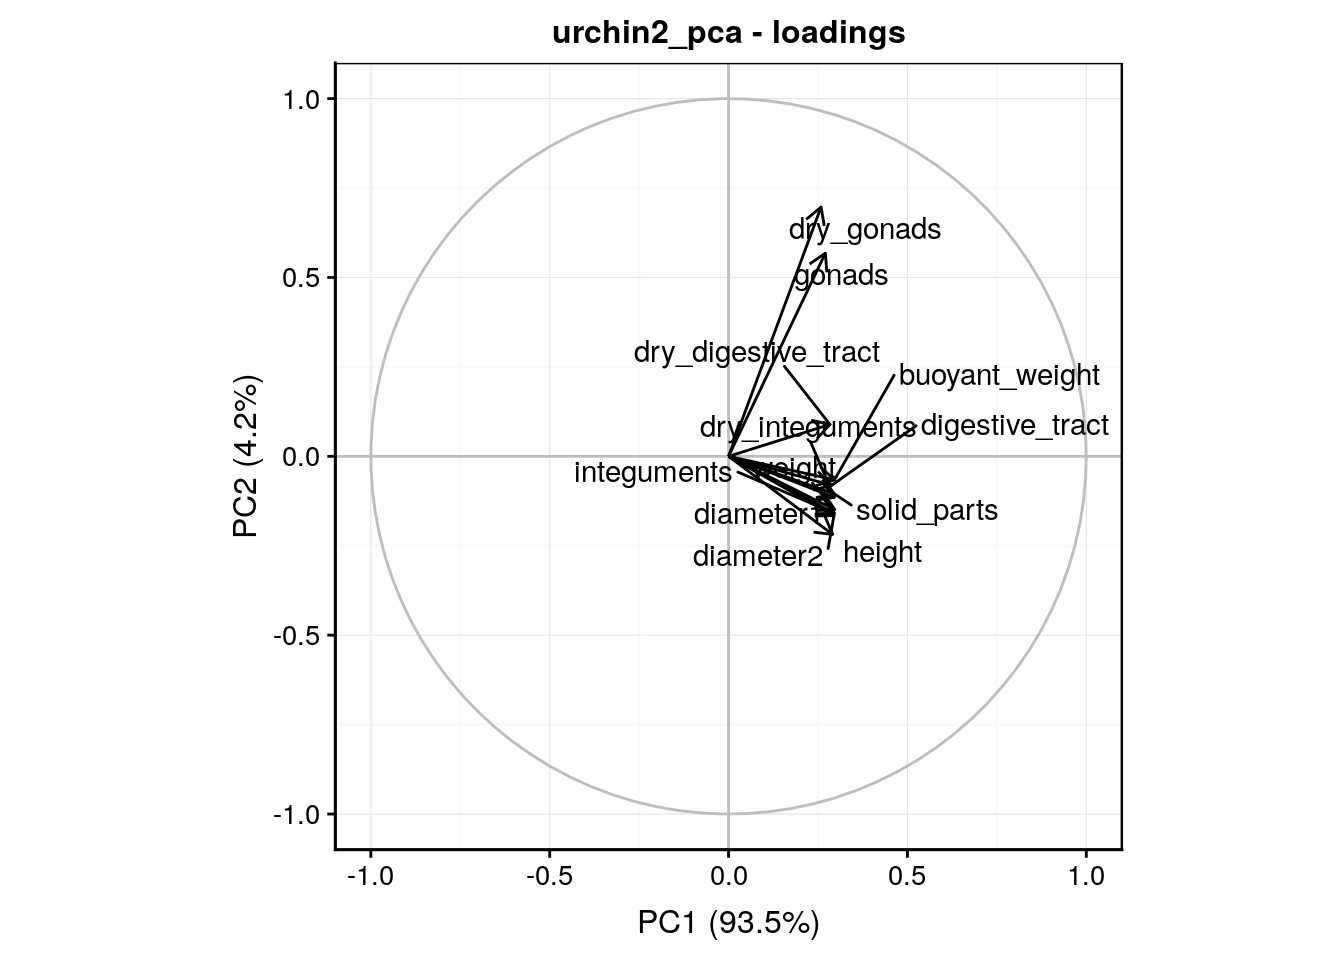 urchin2_pca - loadings
1.0
dry_gonads
0.5
gonads
dry_digestive_tract
buoyant_weight
dry_integuments
digestive_tract
0.0
integuments
weight
diameter1
solid_parts
diameter2
height
-0.5
-1.0
PC2 (4.2%)
-1.0 -0.5 0.0 0.5 1.0
PC1 (93.5%)